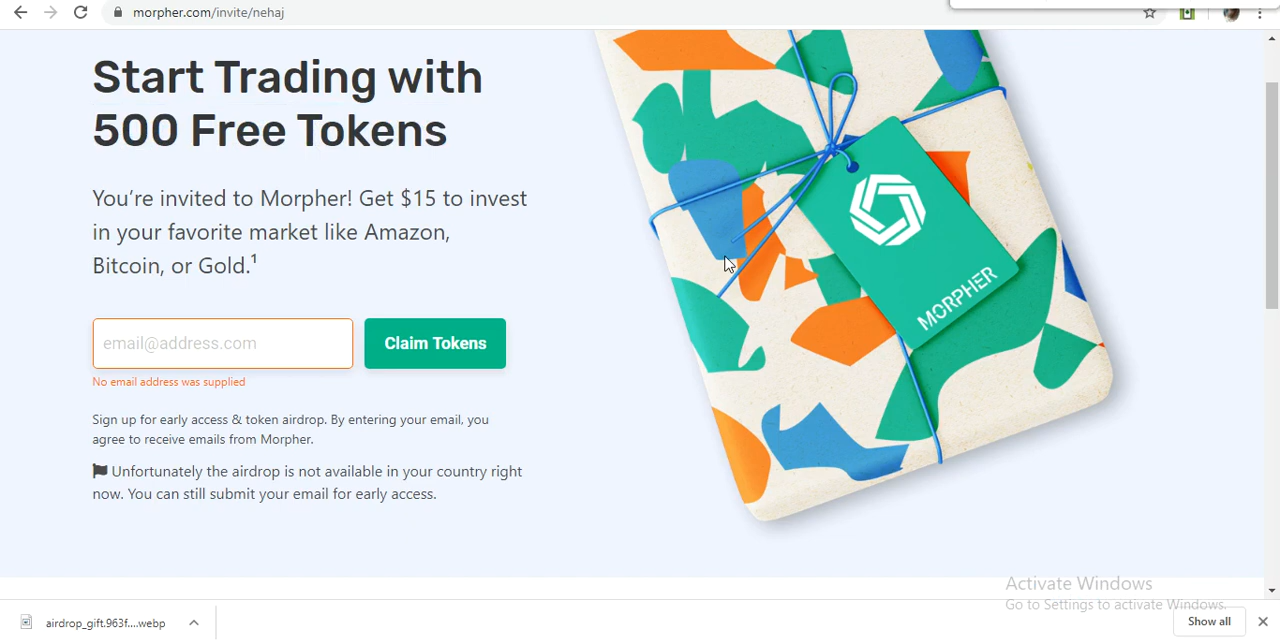 morpher.com/invite/nehaj
Start Trading with
500 Free Tokens
You’re invited to Morpher! Get $15 to invest
in your favorite market like Amazon,
Bitcoin, or Gold.¹
email@address.com
Claim Tokens
No email address was supplied
Sign up for early access & token airdrop. By entering your email, you
agree to receive emails from Morpher.
Unfortunately the airdrop is not available in your country right
now. You can still submit your email for early access.
MORPHER
Activate Windows
Go to Settings to activate Windows.
airdrop_gift.963f....webp
Show all